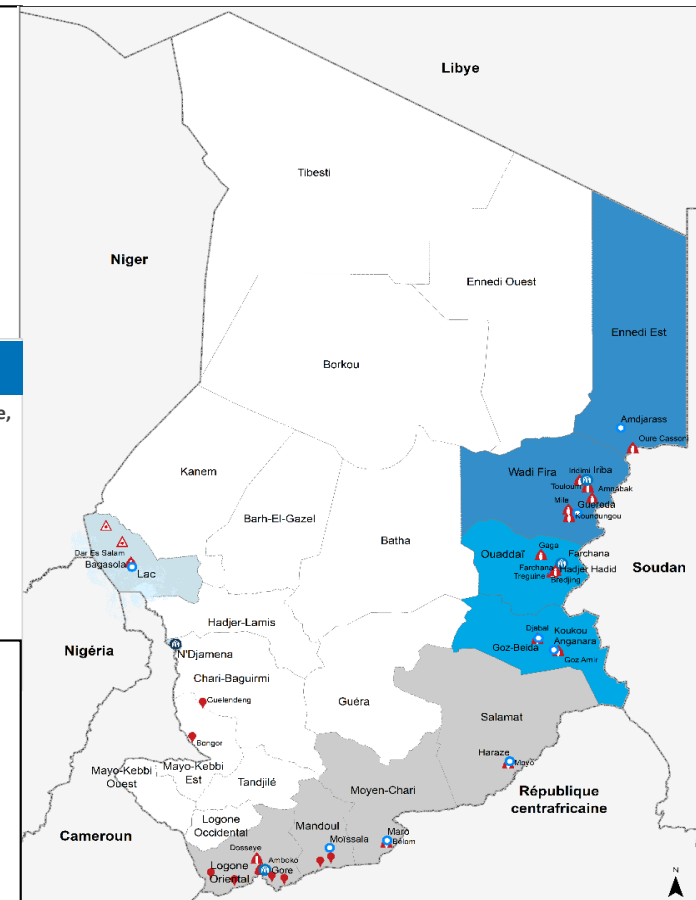 Libye
Tibesti
Niger
Ennedi Ouest
Ennedi Est
Borkou
e,
Amdjarass
Oure Cassoni
Kanem
Wadi Fira
Iridimi
Iriba
Touloum
Amnabak
Mile
Guereda
Koundoungou
Barh-El-Gazel
Batha
Ouaddaï
Gaga
Farchana
Dar Es Salam
Bagasola
Lac
Farchana
Hadjer Hadid
Treguine
Bredjing
Soudan
Hadjer-Lamis
Djabal
Koukou
Anganara
Goz-Beida
Goz Amir
Nigéria
N'Djamena
Chari-Baguirmi
Guelendeng
Guéra
Salamat
Bongor
Haraze
Moyo
Mayo-Kebbi
Ouest
Mayo-Kebbi
Est
Tandjilé
Moyen-Chari
République
centrafricaine
Logone
Occidental
Mandoul
Cameroun
Moïssala
Maro
Belom
Dosseye
Amboko
Gore
Logone
Oriental
N